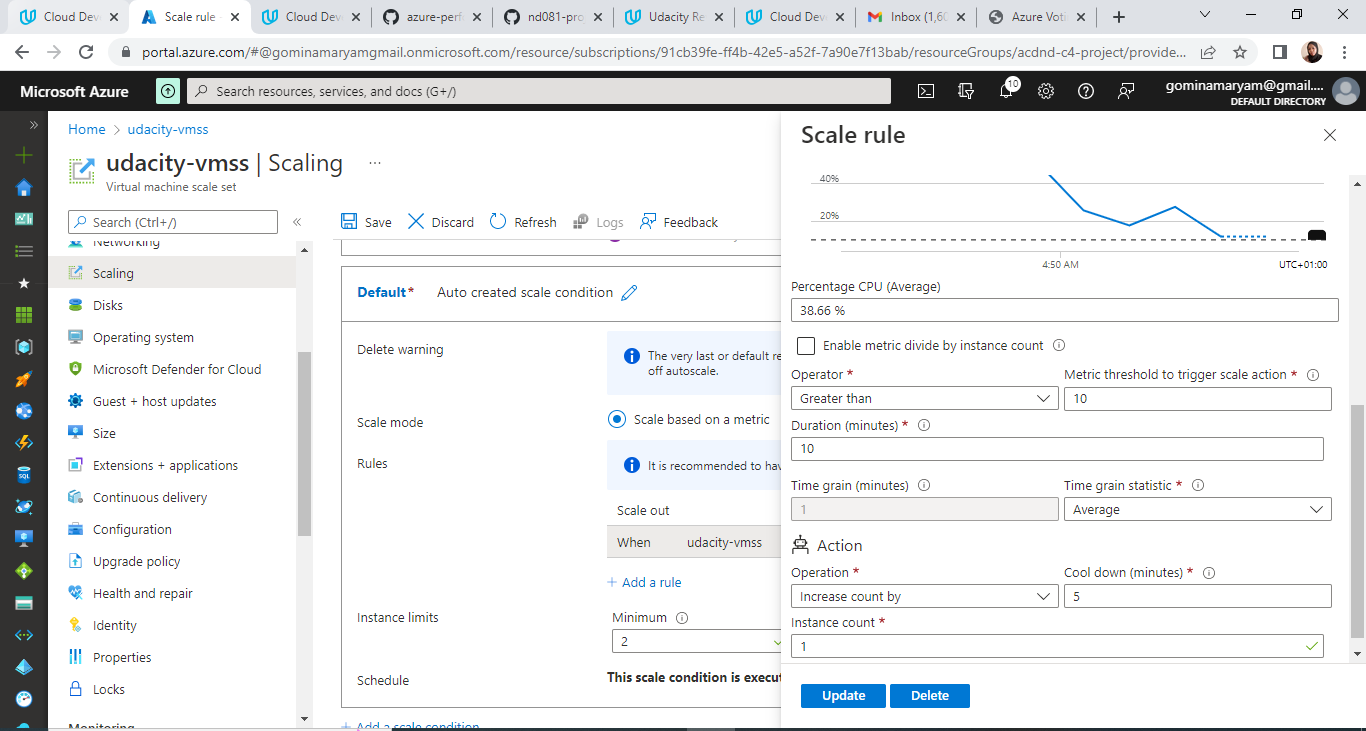 Cloud Dev
Scale rule -
Cloud Dev
azure-perf
nd081-pro
Udacity Re
Cloud Dev
Inbox (1,60
Azure Voti
portal.azure.com/#@gominamaryamgmail.onmicrosoft.com/resource/subscriptions/91cb39fe-ff4b-42e5-a52f-7a90e7f13bab/resourceGroups/acdnd-c4-project/provide...
Microsoft Azure
Search resources, services, and docs (G+/)
10
gominamaryam@gmail....
DEFAULT DIRECTORY
Home > udacity-vmss
udacity-vmss | Scaling ...
Virtual machine scale set
Search (Ctrl+/)
Networking
Scaling
Disks
Operating system
Microsoft Defender for Cloud
Guest + host updates
Size
Extensions + applications
Continuous delivery
Configuration
Upgrade policy
Health and repair
Identity
Properties
Locks
Monitoring
SQL
Save
Discard
Refresh
Logs
Feedback
Default*
Auto created scale condition
Delete warning
The very last or default re
off autoscale.
Scale mode
Scale based on a metric
Rules
It is recommended to hav
Scale out
When udacity-vmss
+ Add a rule
Instance limits
Minimum
2
Schedule
This scale condition is execut
+ Add a scale condition
Scale rule
40%
20%
4:50 AM
UTC+01:00
Percentage CPU (Average)
38.66 %
Enable metric divide by instance count
Operator *
Metric threshold to trigger scale action *
Greater than
10
Duration (minutes) *
10
Time grain (minutes)
Time grain statistic *
1
Average
Action
Operation *
Cool down (minutes) *
Increase count by
5
Instance count *
1
Update
Delete